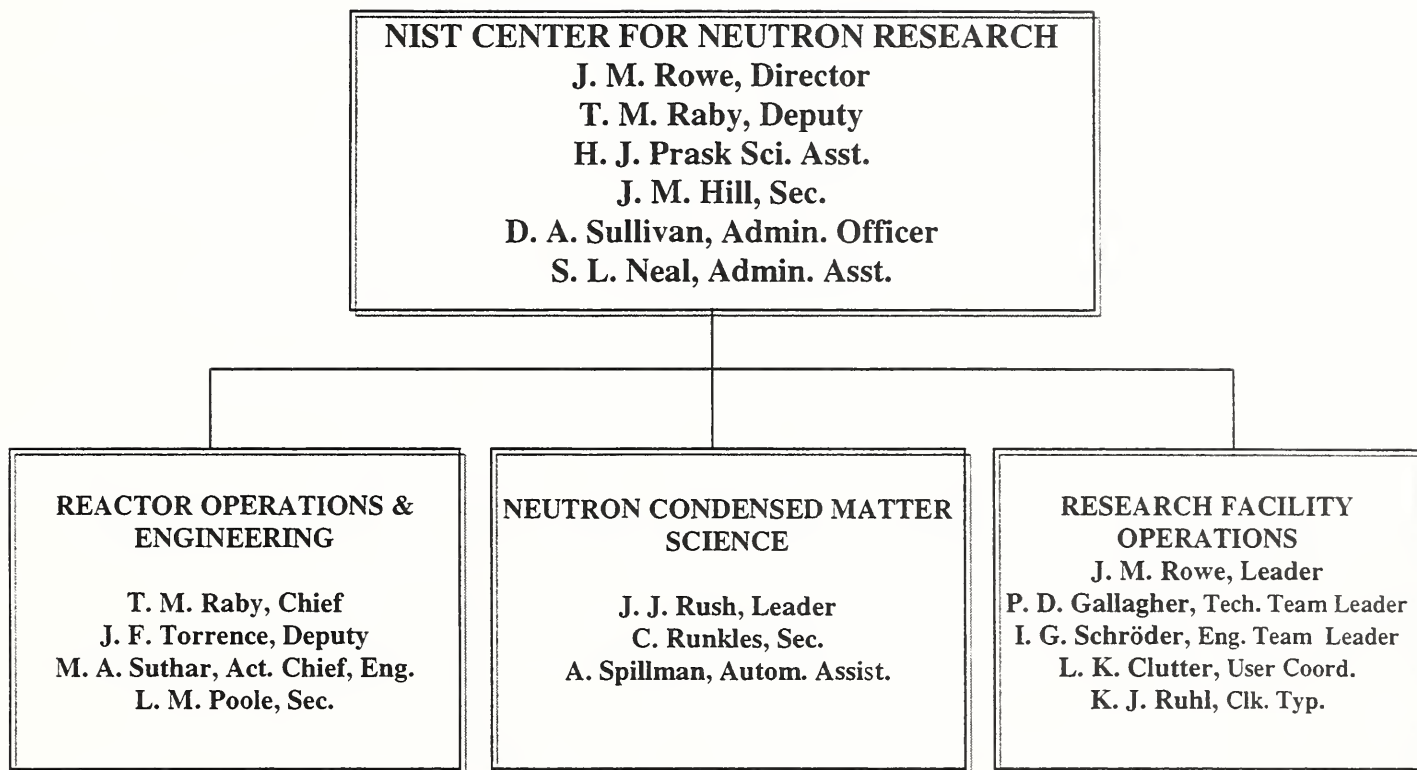 NIST CENTER FOR NEUTRON RESEARCH
J. M. Rowe, Director
T. M. Raby, Deputy
H. J. Prask Sci. Asst.
J. M. Hill, Sec.
D. A. Sullivan, Admin. Officer
S. L. Neal, Admin. Asst.
REACTOR OPERATIONS &
ENGINEERING
T. M. Raby, Chief
J. F. Torrence, Deputy
M. A. Suthar, Act. Chief, Eng.
L. M. Poole, Sec.
NEUTRON CONDENSED MATTER
SCIENCE
J. J. Rush, Leader
C. Runkles, Sec.
A. Spillman, Autom. Assist.
RESEARCH FACILITY
OPERATIONS
J. M. Rowe, Leader
P. D. Gallagher, Tech. Team Leader
I. G. Schröder, Eng. Team Leader
L. K. Clutter, User Coord.
K. J. Ruhl, Clk. Typ.